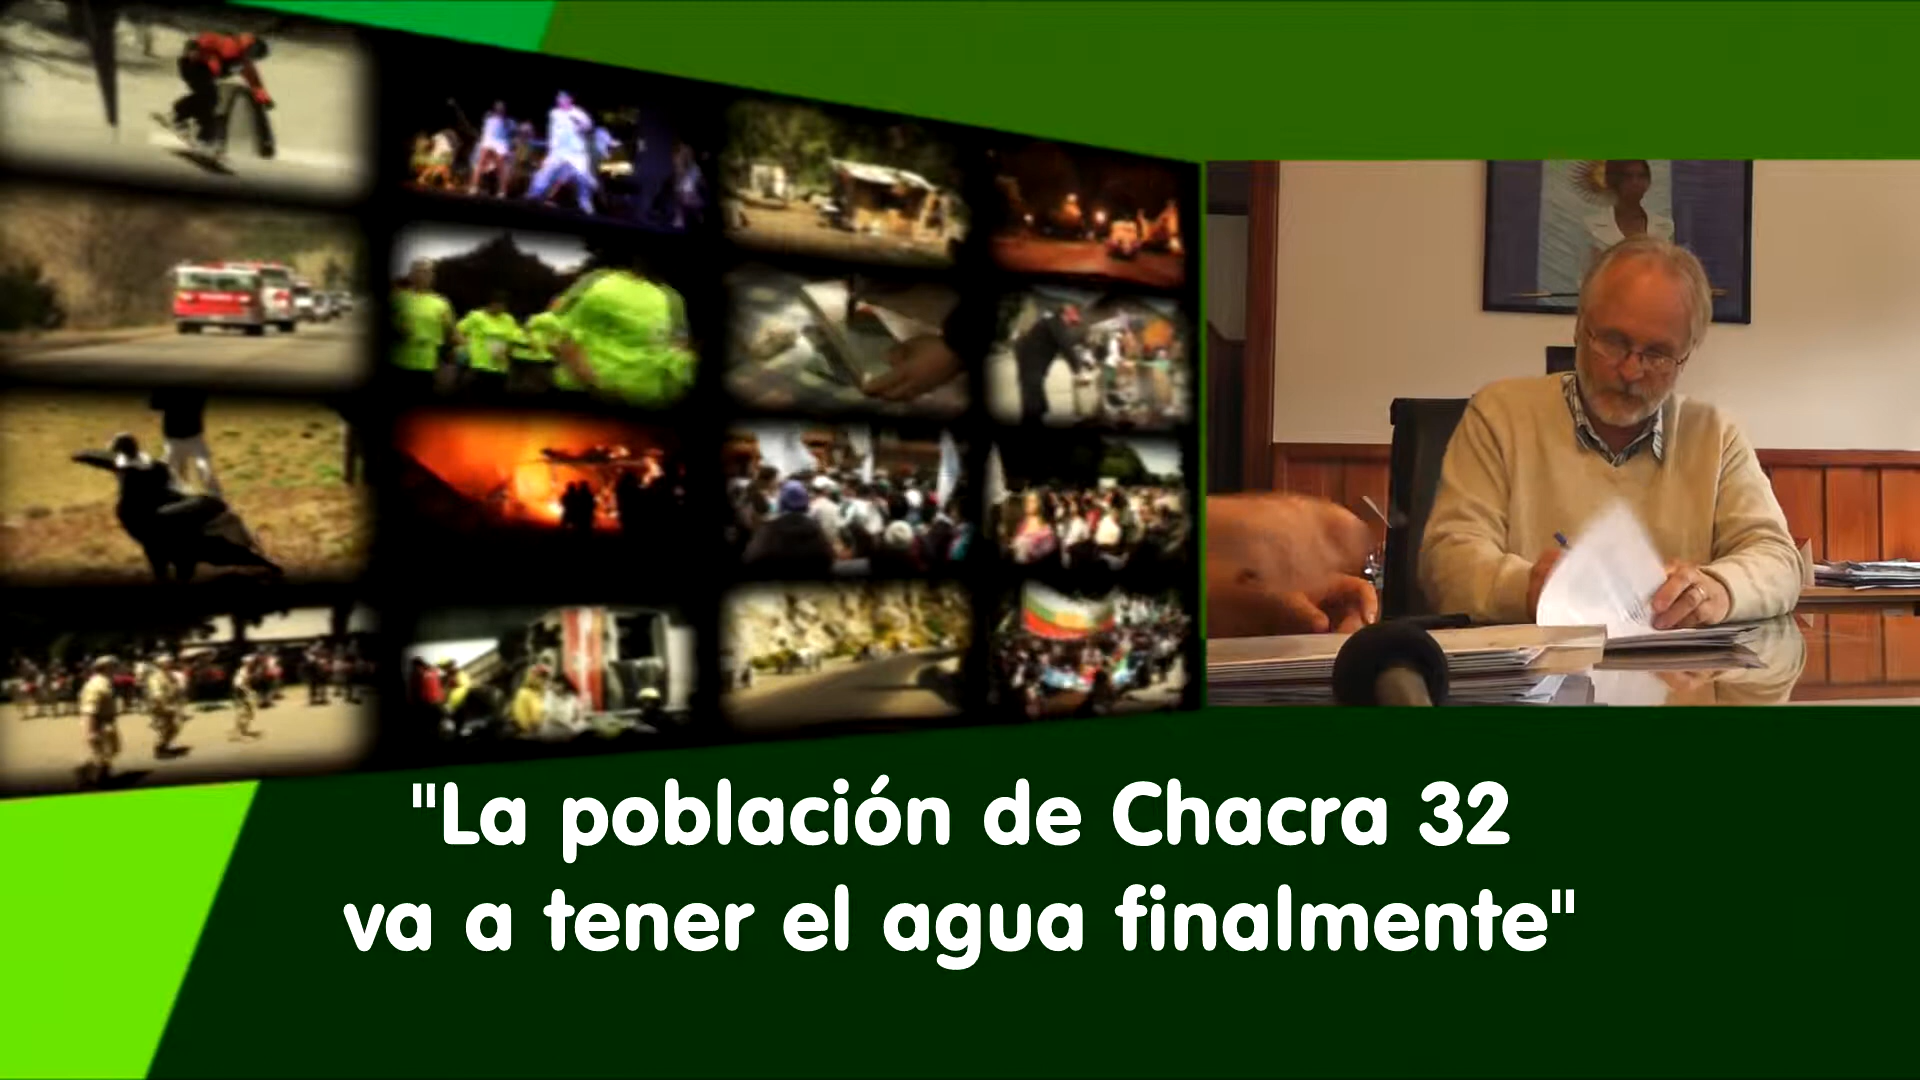 "La población de Chacra 32
va a tener el agua finalmente"